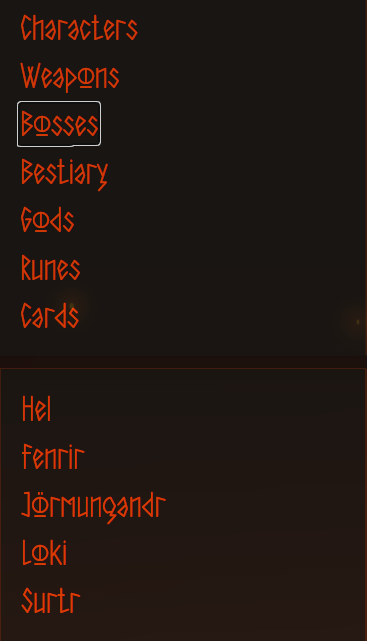 Characters
Weapons
Bosses
Bestiary
Gods
Runes
Cards
Hel
Fenrir
Jörmungandr
Loki
Surtr